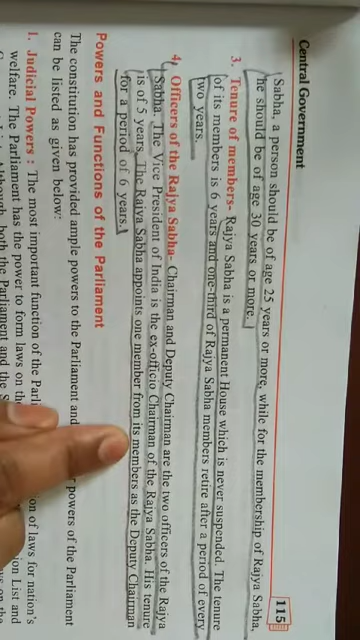 Central Government
115
Sabha, a person should be of age 25 years or more, while for the membership of Rajya Sabha,
he should be of age 30 years or more.
3. Tenure of members- Rajya Sabha is a permanent House which is never suspended. The tenure
of its members is 6 years and one-third of Rajya Sabha members retire after a period of every
two years.
4. Officers of the Rajya Sabha- Chairman and Deputy Chairman are the two officers of the Rajya
Sabha. The Vice President of India is the ex-officio Chairman of the Rajya Sabha. His tenure
is of 5 years. The Rajya Sabha appoints one member from its members as the Deputy Chairman
for a period of 6 years.
Powers and Functions of the Parliament
The constitution has provided ample powers to the Parliament and powers of the Parliament
can be listed as given below:
1. Judicial Powers : The most important function of the of laws for nation's
welfare. The Parliament has the power to form laws on List and
both the Parliament and the